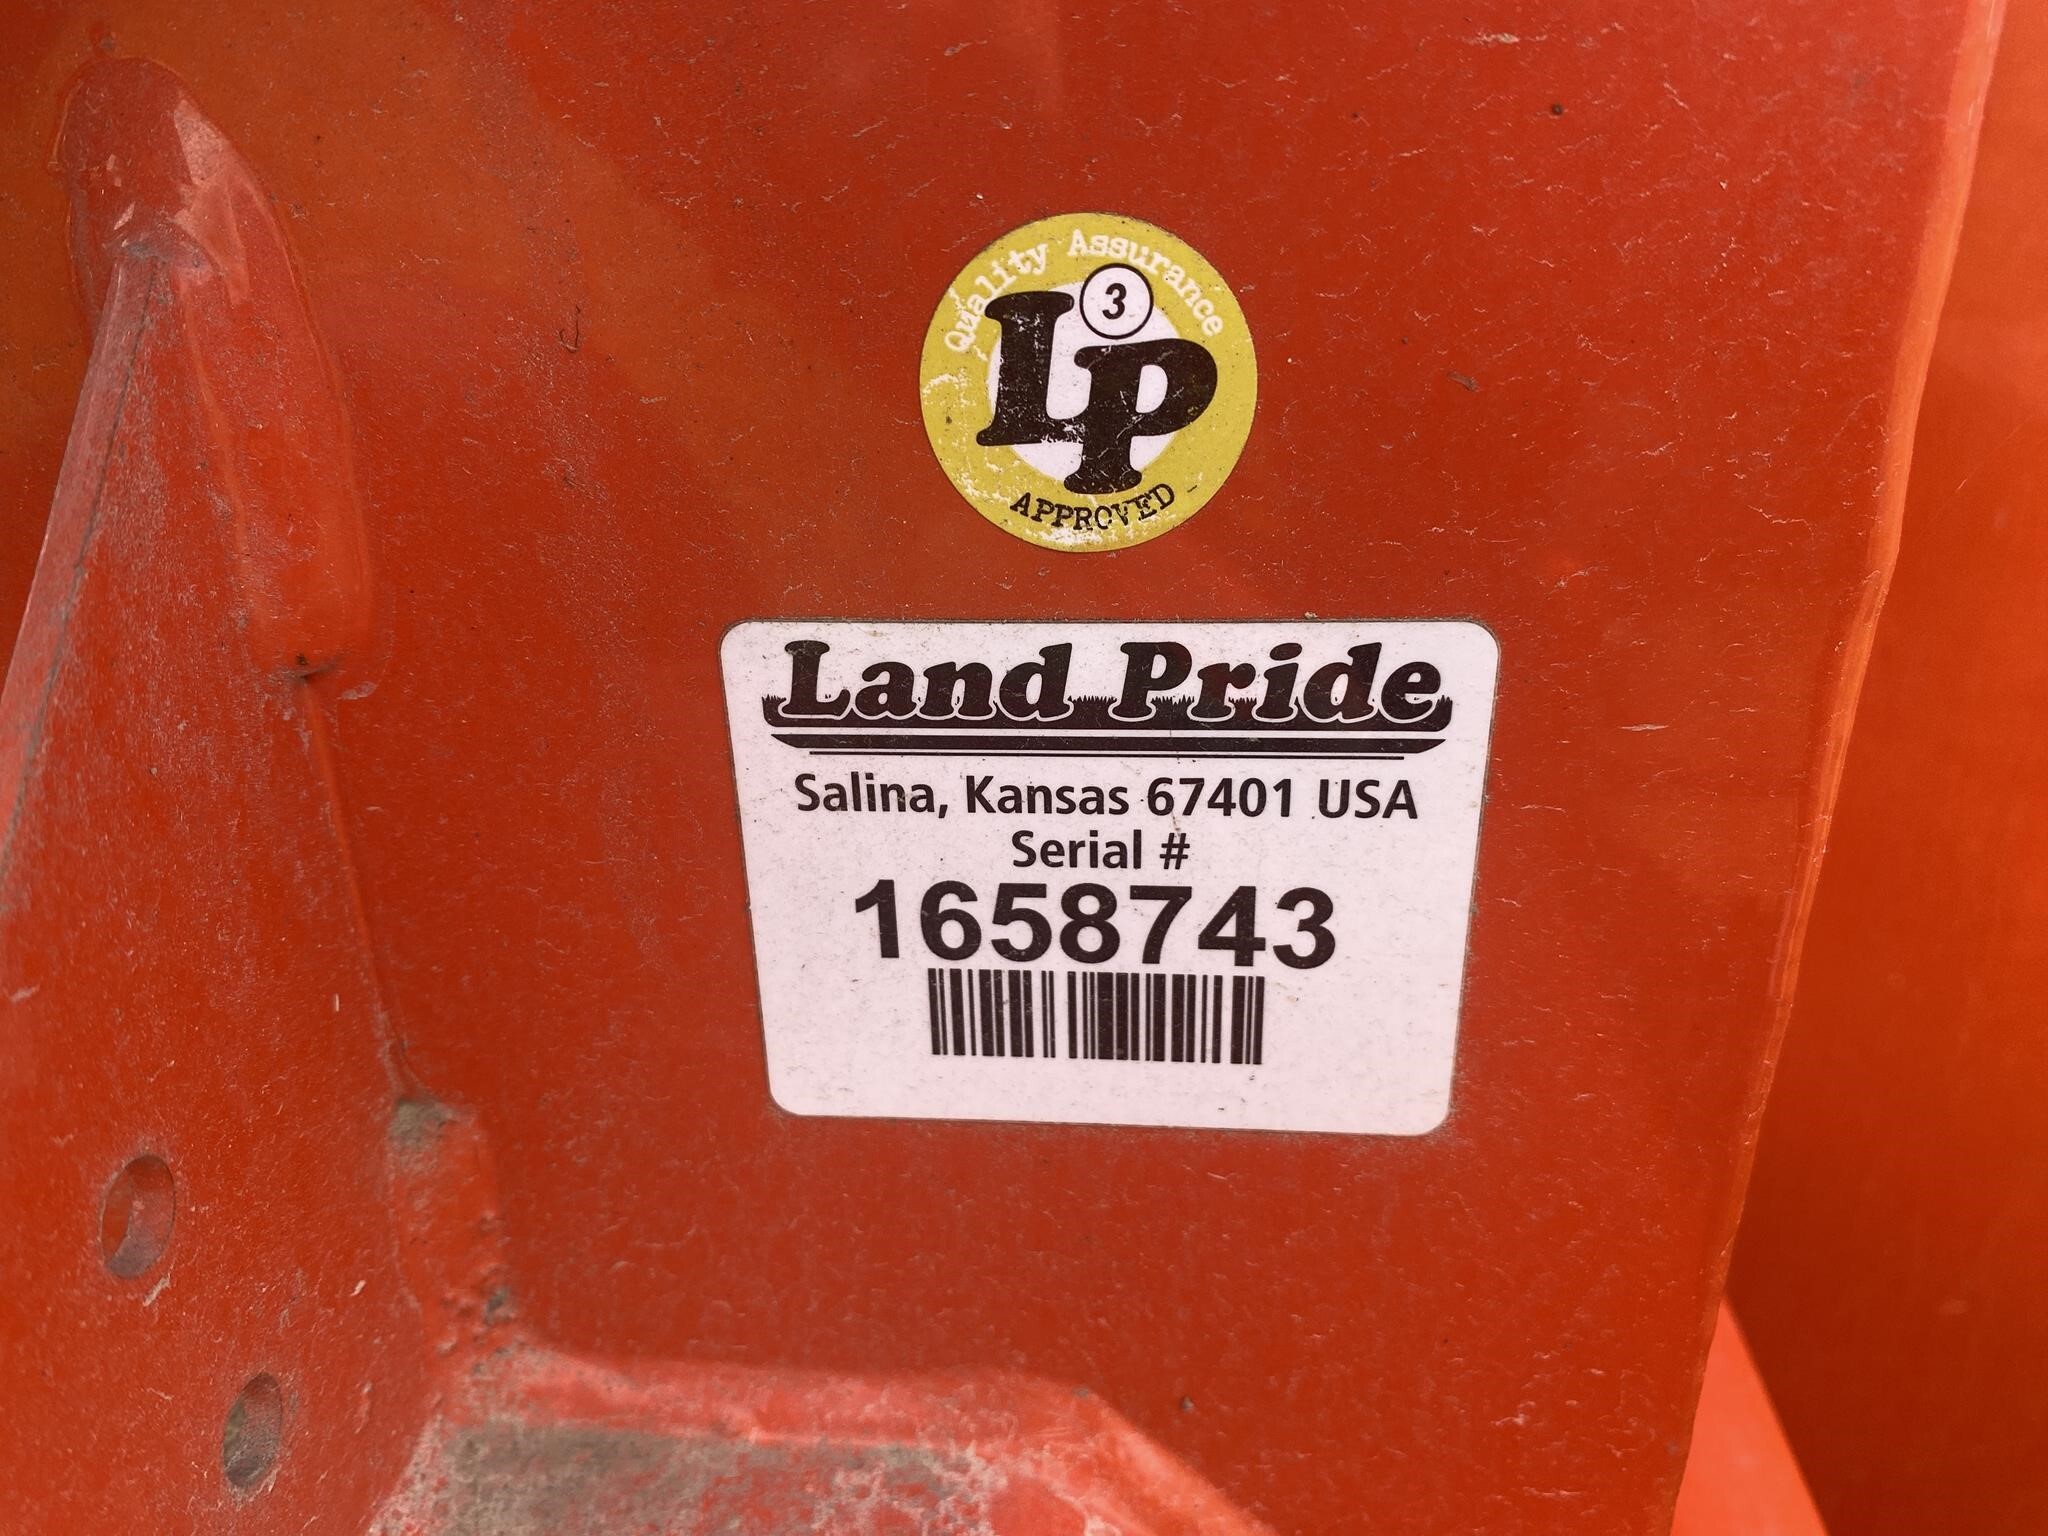 Quality Assurance
3
LP
APPROVED
Land Pride
Salina, Kansas 67401 USA
Serial #
1658743